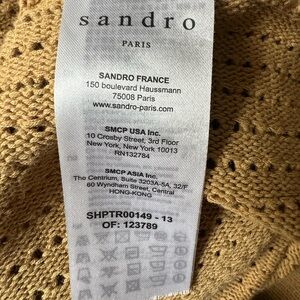 sandro
PARIS
SANDRO FRANCE
150 boulevard Haussmann
75008 Paris
www.sandro-paris.com
SMCP USA Inc.
10 Crosby Street, 3rd Floor
New York, New York 10013
RN132784
SMCP ASIA Inc.
The Centrium, Suite 3203A-5A, 32/F
60 Wyndham Street, Central
HONG-KONG
SHPTR00149 - 13
OF: 123789